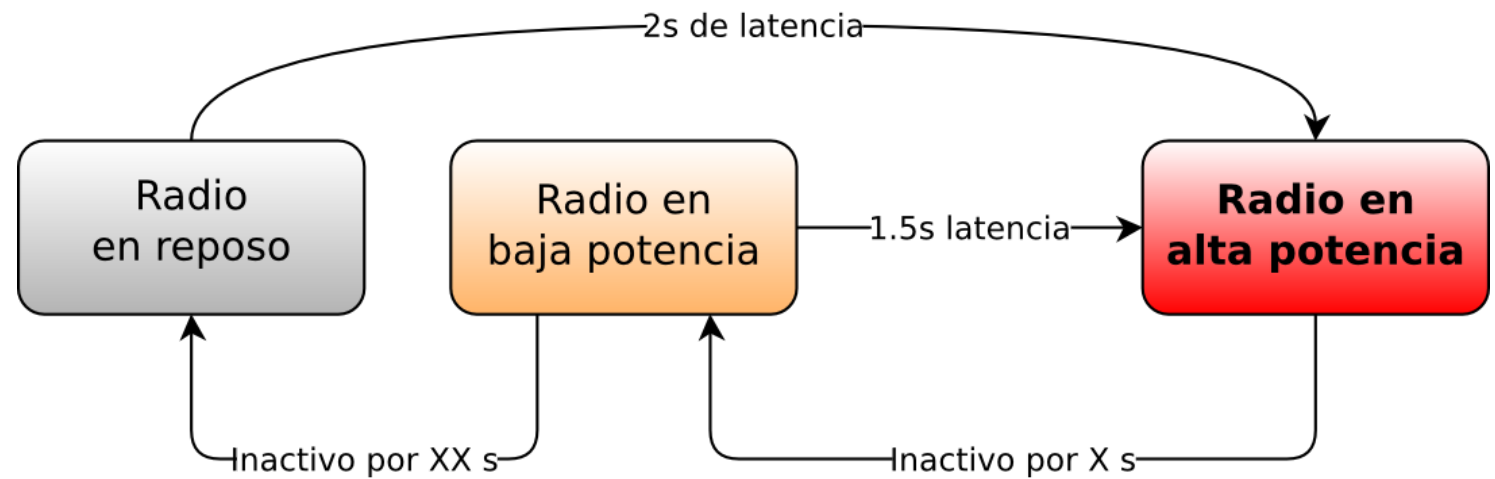 2s de latencia
Radio
en reposo
Radio en
baja potencia
1.5s latencia
Radio en
alta potencia
Inactivo por XX s
Inactivo por X s